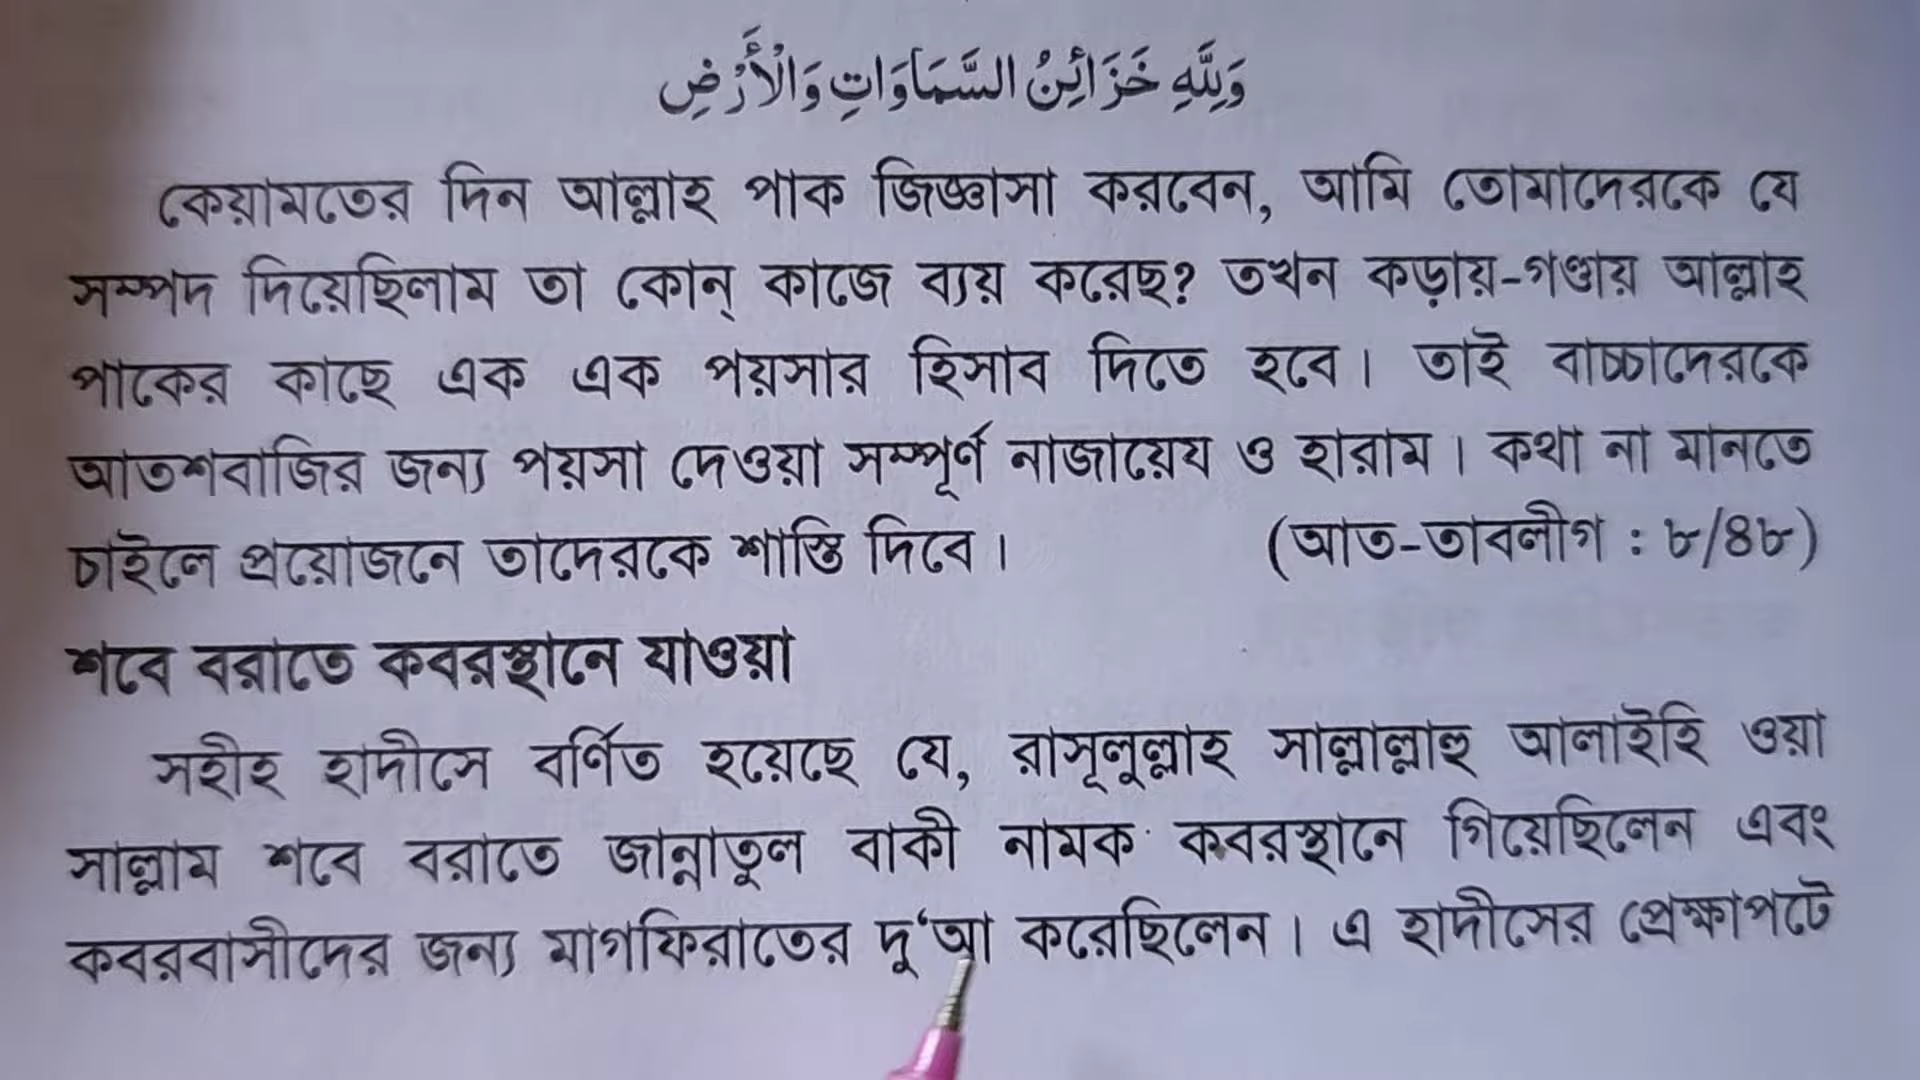 وَلِلَّهِ خَزَائِنُ السَّمَاوَاتِ وَالْأَرْضِ
কেয়ামতের দিন আল্লাহ পাক জিজ্ঞাসা করবেন, আমি তোমাদেরকে যে
সম্পদ দিয়েছিলাম তা কোন্ কাজে ব্যয় করেছ? তখন কড়ায়-গণ্ডায় আল্লাহ
পাকের কাছে এক এক পয়সার হিসাব দিতে হবে। তাই বাচ্চাদেরকে
আতশবাজির জন্য পয়সা দেওয়া সম্পূর্ণ নাজায়েয ও হারাম। কথা না মানতে
চাইলে প্রয়োজনে তাদেরকে শাস্তি দিবে। (আত-তাবলীগ : ৮/৪৮)
শবে বরাতে কবরস্থানে যাওয়া
সহীহ হাদীসে বর্ণিত হয়েছে যে, রাসূলুল্লাহ সাল্লাল্লাহু আলাইহি ওয়া
সাল্লাম শবে বরাতে জান্নাতুল বাকী নামক কবরস্থানে গিয়েছিলেন এবং
কবরবাসীদের জন্য মাগফিরাতের দু‘আ করেছিলেন। এ হাদীসের প্রেক্ষাপটে